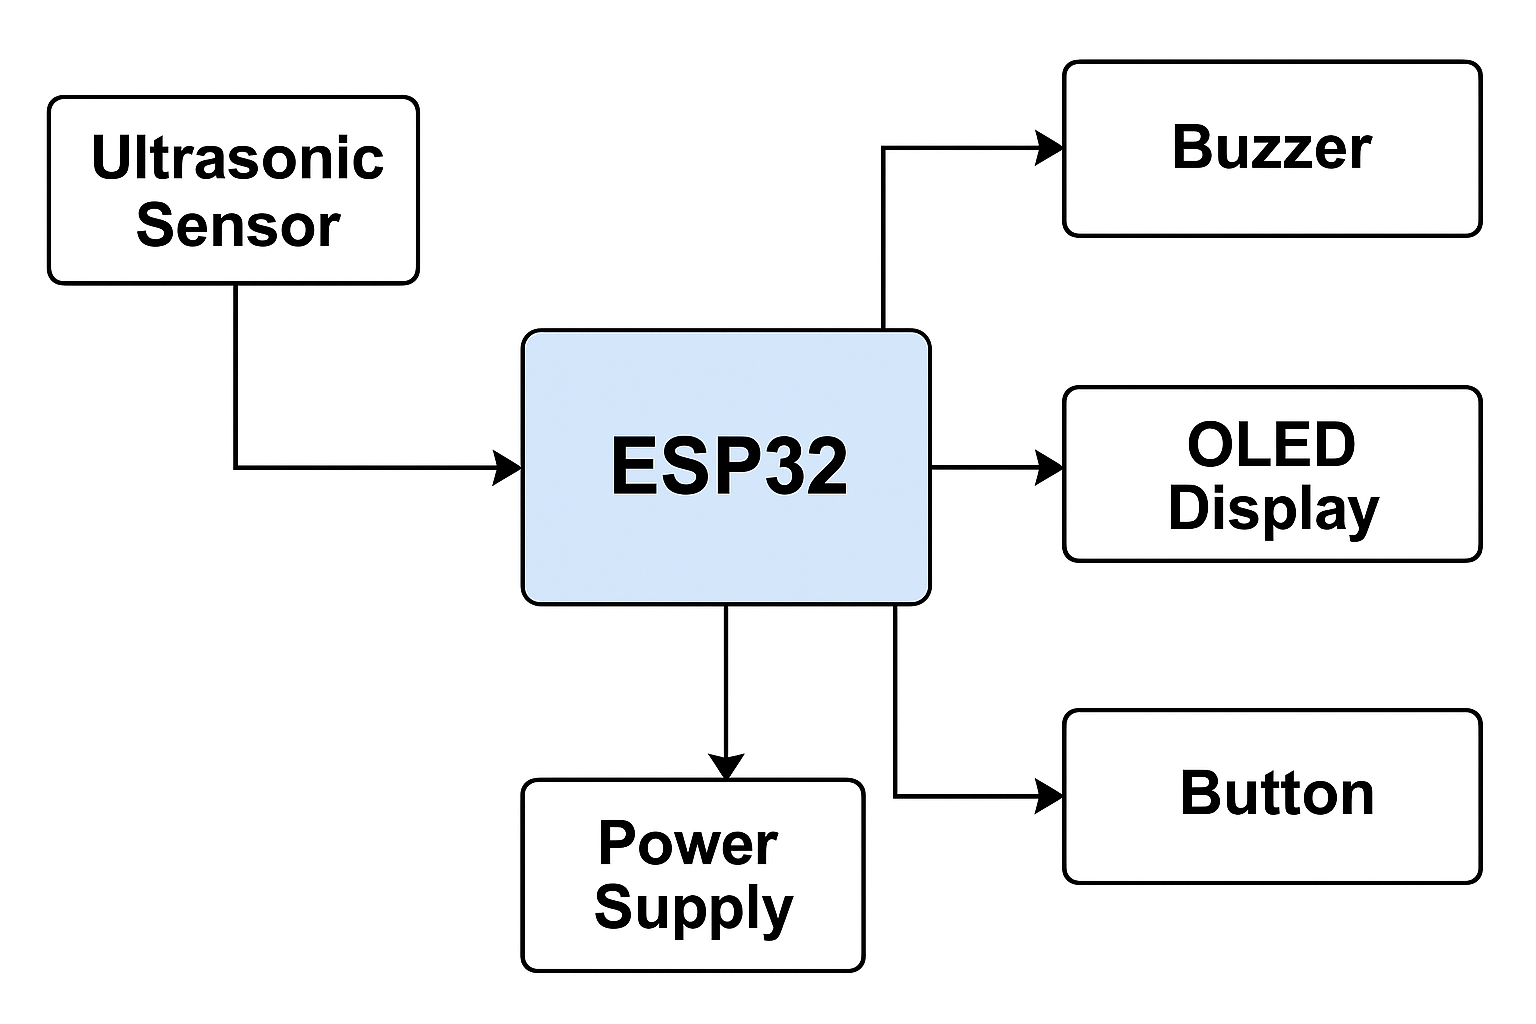 Ultrasonic
Sensor
Buzzer
ESP32
OLED
Display
Power
Supply
Button